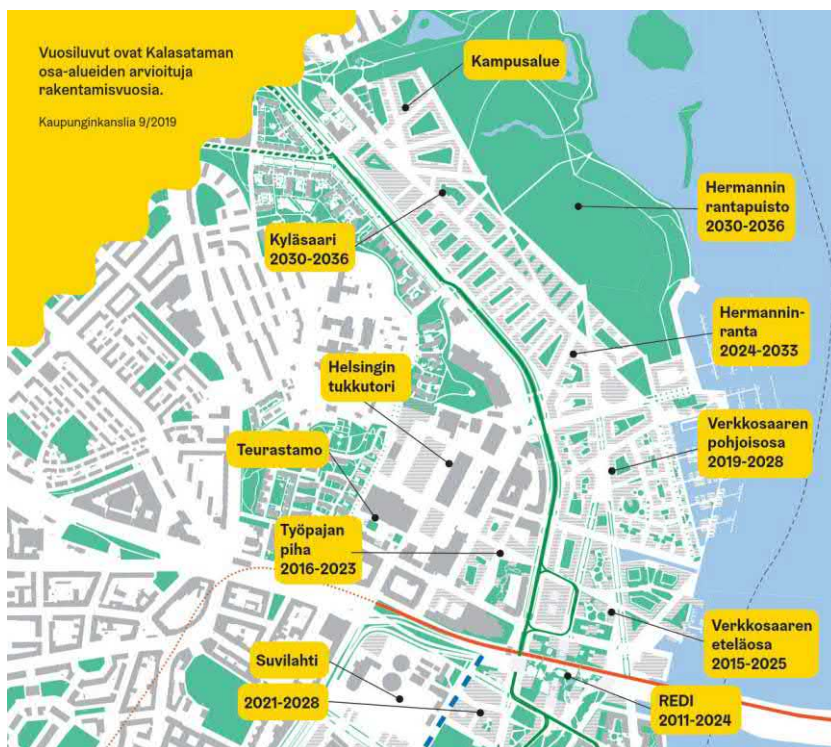 Vuosiluvut ovat Kalasataman
osa-alueiden arvioituja
rakentamisvuosia.
Kaupunginkanslia 9/2019
Kampusalue
Hermannin
rantapuisto
2030-2036
Kyläsaari
2030-2036
Hermannin-
ranta
2024-2033
Helsingin
tukkutori
Verkkosaaren
pohjoisosa
2019-2028
Teurastamo
Työpajan
piha
2016-2023
Verkkosaaren
eteläosa
2015-2025
Suvilahti
2021-2028
REDI
2011-2024